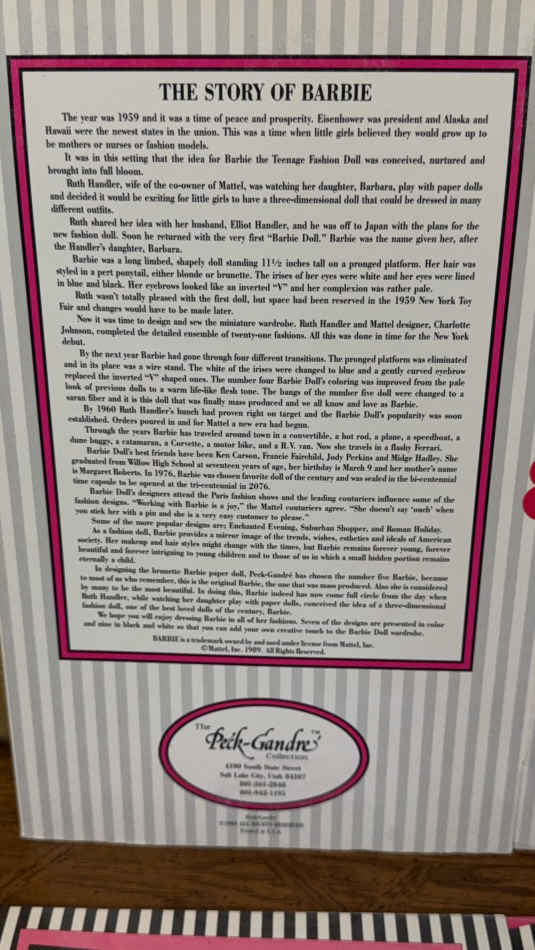 THE STORY OF BARBIE
The year was 1959 and it was a time of peace and prosperity. Eisenhower was president and Alaska and
Hawaii were the newest states in the union. This was a time when little girls believed they would grow up to
be mothers or nurses or fashion models.
It was in this setting that the idea for Barbie the Teenage Fashion Doll was conceived, nurtured and
brought into full bloom.
Ruth Handler, wife of the co-owner of Mattel, was watching her daughter, Barbara, play with paper dolls
and decided it would be exciting for little girls to have a three-dimensional doll that could be dressed in many
different outfits.
Ruth shared her idea with her husband, Elliot Handler, and he was off to Japan with the plans for the
new fashion doll. Soon he returned with the very first "Barbie Doll." Barbie was the name given her, after
the Handler's daughter, Barbara.
Barbie was a long limbed, shapely doll standing 11½ inches tall on a pronged platform. Her hair was
styled in a pert ponytail, either blonde or brunette. The irises of her eyes were white and her eyes were lined
in blue and black. Her eyebrows looked like an inverted "V" and her complexion was rather pale.
Ruth wasn't totally pleased with the first doll, but space had been reserved in the 1959 New York Toy
Fair and changes would have to be made later.
Now it was time to design and sew the miniature wardrobe. Ruth Handler and Mattel designer, Charlotte
Johnson, completed the detailed ensemble of twenty-one fashions. All this was done in time for the New York
debut.
By the next year Barbie had gone through four different transitions. The pronged platform was eliminated
and in its place was a wire stand. The white of the irises were changed to blue and a gently curved eyebrow
replaced the inverted "V" shaped ones. The number four Barbie Doll's coloring was improved from the pale
look of previous dolls to a warm life-like flesh tone. The bangs of the number five doll were changed to a
saran fiber and it is this doll that was finally mass produced and we all know and love as Barbie.
By 1960 Ruth Handler's hunch had proven right on target and the Barbie Doll's popularity was soon
established. Orders poured in and for Mattel a new era had begun.
Through the years Barbie has traveled around town in a convertible, a hot rod, a plane, a speedboat, a
dune buggy, a catamaran, a Corvette, a motor bike, and a R.V. van. Now she travels in a flashy Ferrari.
Barbie Doll's best friends have been Ken Carson, Francie Fairchild, Jody Perkins and Midge Hadley. She
graduated from Willow High School at seventeen years of age, her birthday is March 9 and her mother's name
is Margaret Roberts. In 1976, Barbie was chosen favorite doll of the century and was sealed in the bi-centennial
time capsule to be opened at the tri-centennial in 2076.
Barbie Doll's designers attend the Paris fashion shows and the leading couturiers influence some of the
fashion designs. "Working with Barbie is a joy," the Mattel couturiers agree. "She doesn't say 'ouch' when
you stick her with a pin and she is a very easy customer to please."
Some of the more popular designs are; Enchanted Evening, Suburban Shopper, and Roman Holiday.
As a fashion doll, Barbie provides a mirror image of the trends, wishes, esthetics and ideals of American
society. Her makeup and hair styles might change with the times, but Barbie remains forever young, forever
beautiful and forever intriguing to young children and to those of us in which a small hidden portion remains
eternally a child.
In designing the brunette Barbie paper doll, Peck-Gandré has chosen the number five Barbie, because
to most of us who remember, this is the original Barbie, the one that was mass produced. Also she is considered
by many to be the most beautiful. In doing this, Barbie indeed has now come full circle from the day when
Ruth Handler, while watching her daughter play with paper dolls, conceived the idea of a three-dimensional
fashion doll, one of the best loved dolls of the century, Barbie.
We hope you will enjoy dressing Barbie in all of her fashions. Seven of the designs are presented in color
and nine in black and white so that you can add your own creative touch to the Barbie Doll wardrobe.
BARBIE is a trademark owned by and used under license from Mattel, Inc.
© Mattel, Inc. 1989. All Rights Reserved.
The
Peck-Gandré™
Collection
Salt Lake City, Utah 84107
Printed in U.S.A.